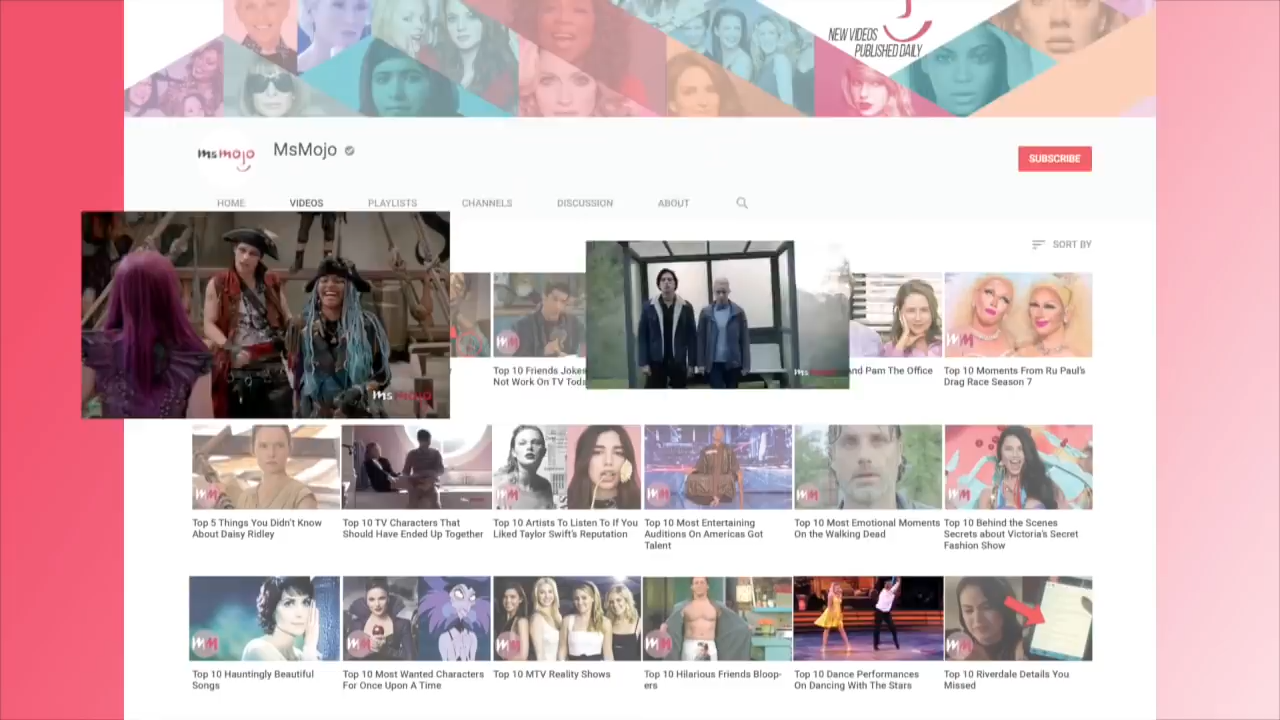 NEW VIDEOS
PUBLISHED DAILY
msmojo
MsMojo
SUBSCRIBE
HOME VIDEOS PLAYLISTS CHANNELS DISCUSSION ABOUT
SORT BY
Ms Mojo
Top 10 Friends Jokes
Not Work On TV Toda
And Pam The Office
Top 10 Moments From Ru Paul's
Drag Race Season 7
Top 5 Things You Didn't Know
About Daisy Ridley
Top 10 TV Characters That
Should Have Ended Up Together
Top 10 Artists To Listen To If You
Liked Taylor Swift's Reputation
Top 10 Most Entertaining
Auditions On Americas Got
Talent
Top 10 Most Emotional Moments
On the Walking Dead
Top 10 Behind the Scenes
Secrets about Victoria's Secret
Fashion Show
Top 10 Hauntingly Beautiful
Songs
Top 10 Most Wanted Characters
For Once Upon A Time
Top 10 MTV Reality Shows
Top 10 Hilarious Friends Bloop-
ers
Top 10 Dance Performances
On Dancing With The Stars
Top 10 Riverdale Details You
Missed